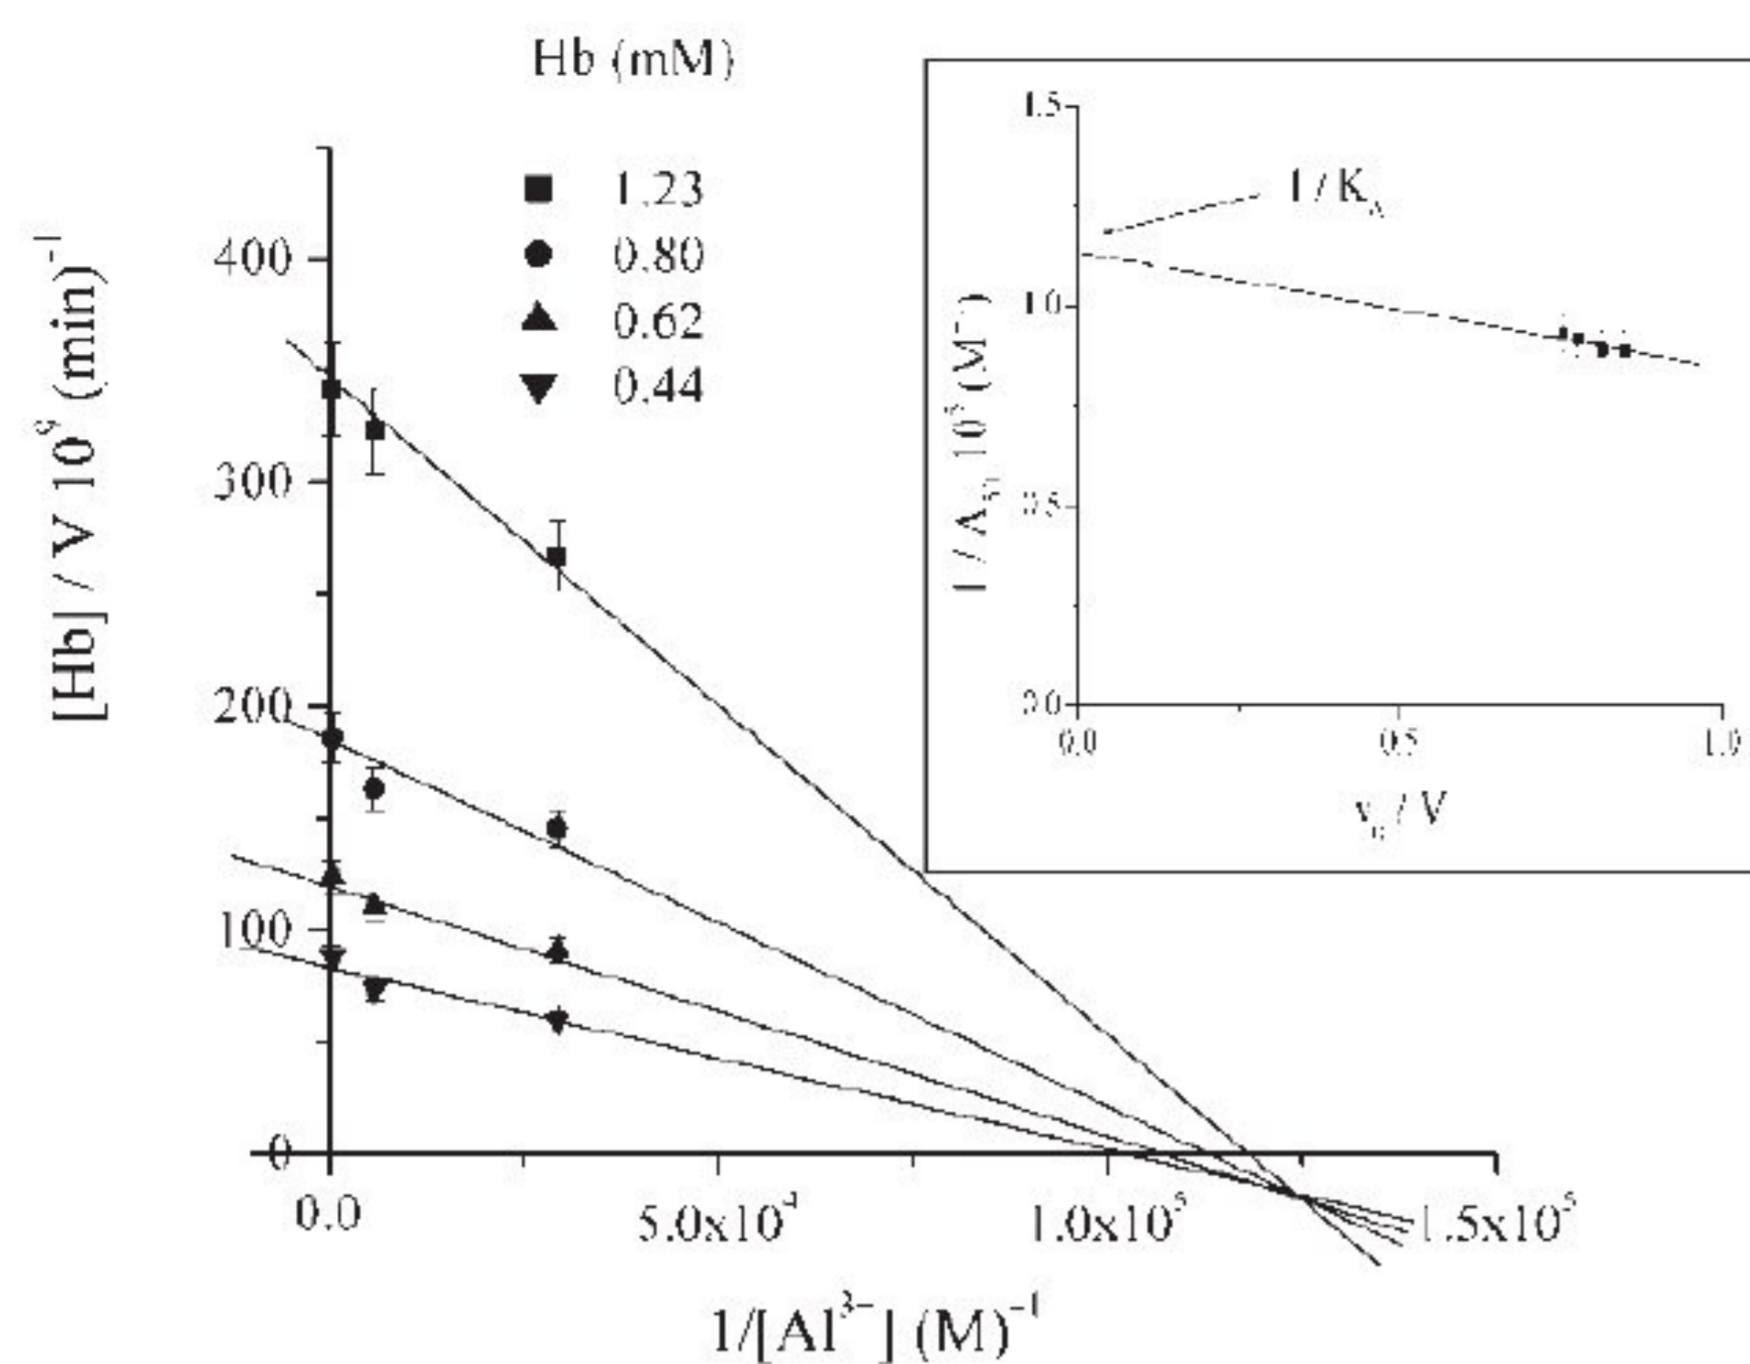 Hb (mM)
1.23
0.80
0.62
0.44
[Hb] / V 10⁹ (min)⁻¹
400
300
200
100
0
0.0
5.0x10⁴
1.0x10⁵
1.5x10⁵
1/[Al³⁻] (M)⁻¹
1.5
1.0
0.5
0.0
1 / K_A
(M⁻¹)
0.0
0.5
1.0
v₀ / V